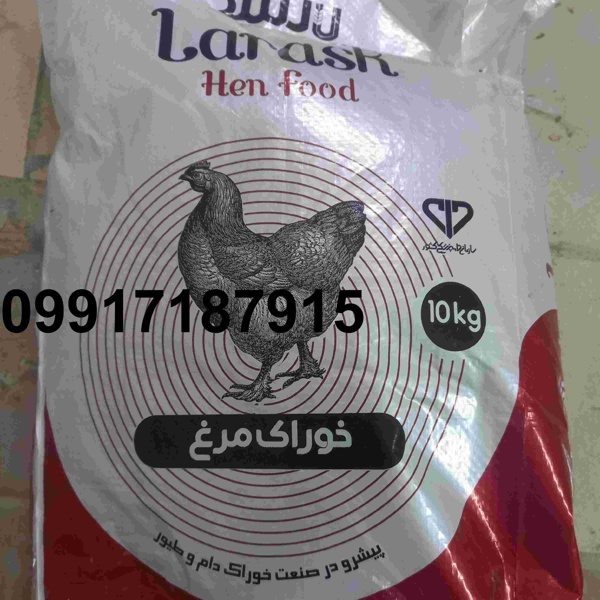 Larask
Hen Food
09917187915
10kg
خوراک مرغ
پیشرو در صنعت خوراک دام و طیور